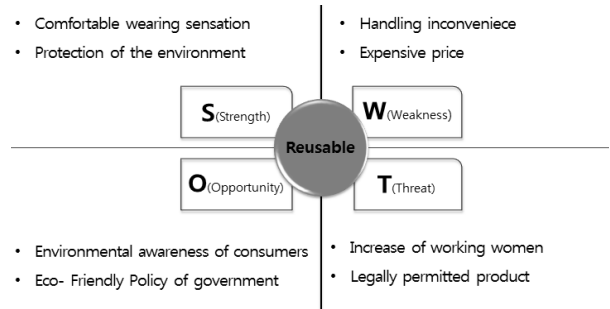 • Comfortable wearing sensation
• Protection of the environment
• Handling inconveniece
• Expensive price
S(Strength)
W(Weakness)
Reusable
O(Opportunity)
T(Threat)
• Environmental awareness of consumers
• Eco- Friendly Policy of government
• Increase of working women
• Legally permitted product